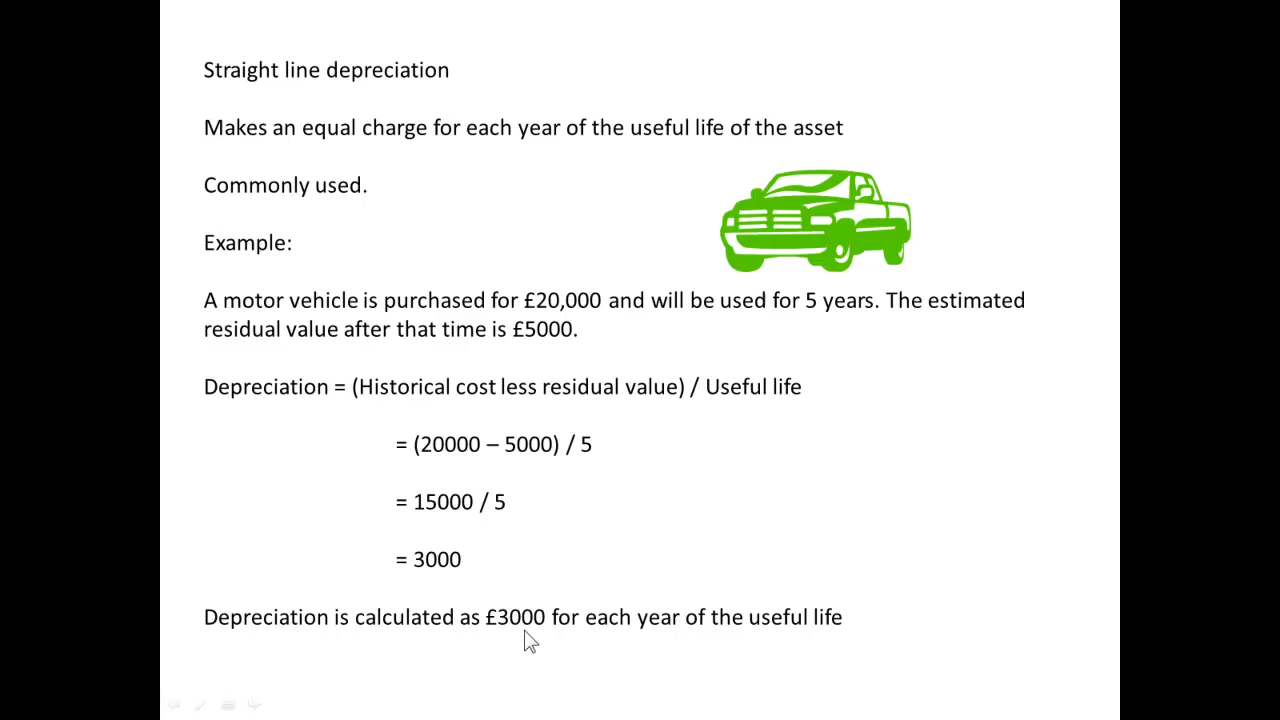 Straight line depreciation
Makes an equal charge for each year of the useful life of the asset
Commonly used.
Example:
A motor vehicle is purchased for £20,000 and will be used for 5 years. The estimated
residual value after that time is £5000.
Depreciation = (Historical cost less residual value) / Useful life
= (20000 – 5000) / 5
= 15000 / 5
= 3000
Depreciation is calculated as £3000 for each year of the useful life